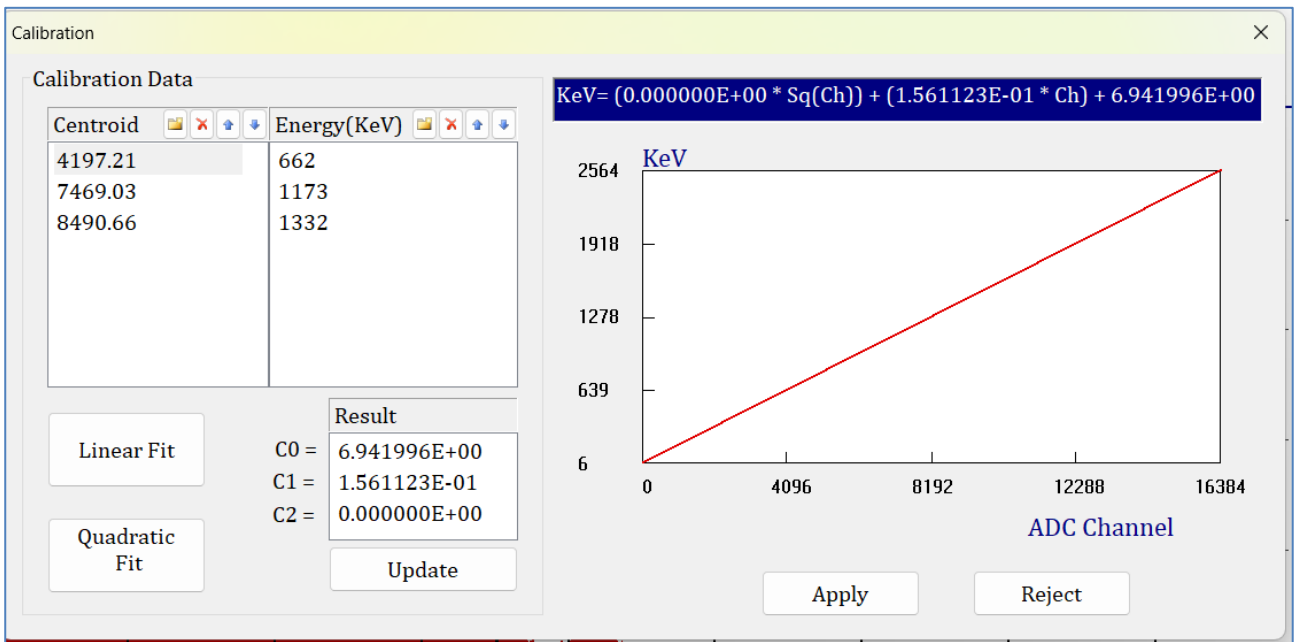 Calibration
Calibration Data
Centroid
Energy(KeV)
4197.21
662
7469.03
1173
8490.66
1332
Linear Fit
Quadratic
Fit
Result
C0 = 6.941996E+00
C1 = 1.561123E-01
C2 = 0.000000E+00
Update
KeV= (0.000000E+00 * Sq(Ch)) + (1.561123E-01 * Ch) + 6.941996E+00
KeV
2564
1918
1278
639
6
0 4096 8192 12288 16384
ADC Channel
Apply
Reject